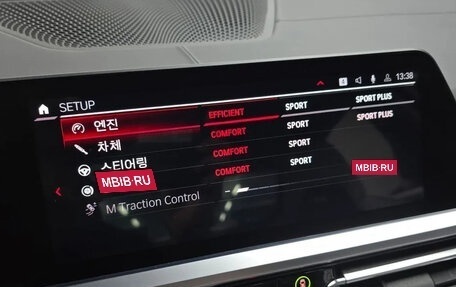 4 13:38
SETUP
엔진 EFFICIENT SPORT SPORT PLUS
차체 COMFORT SPORT SPORT PLUS
스티어링 COMFORT SPORT
MBIB·RU COMFORT MBIB·RU
M Traction Control